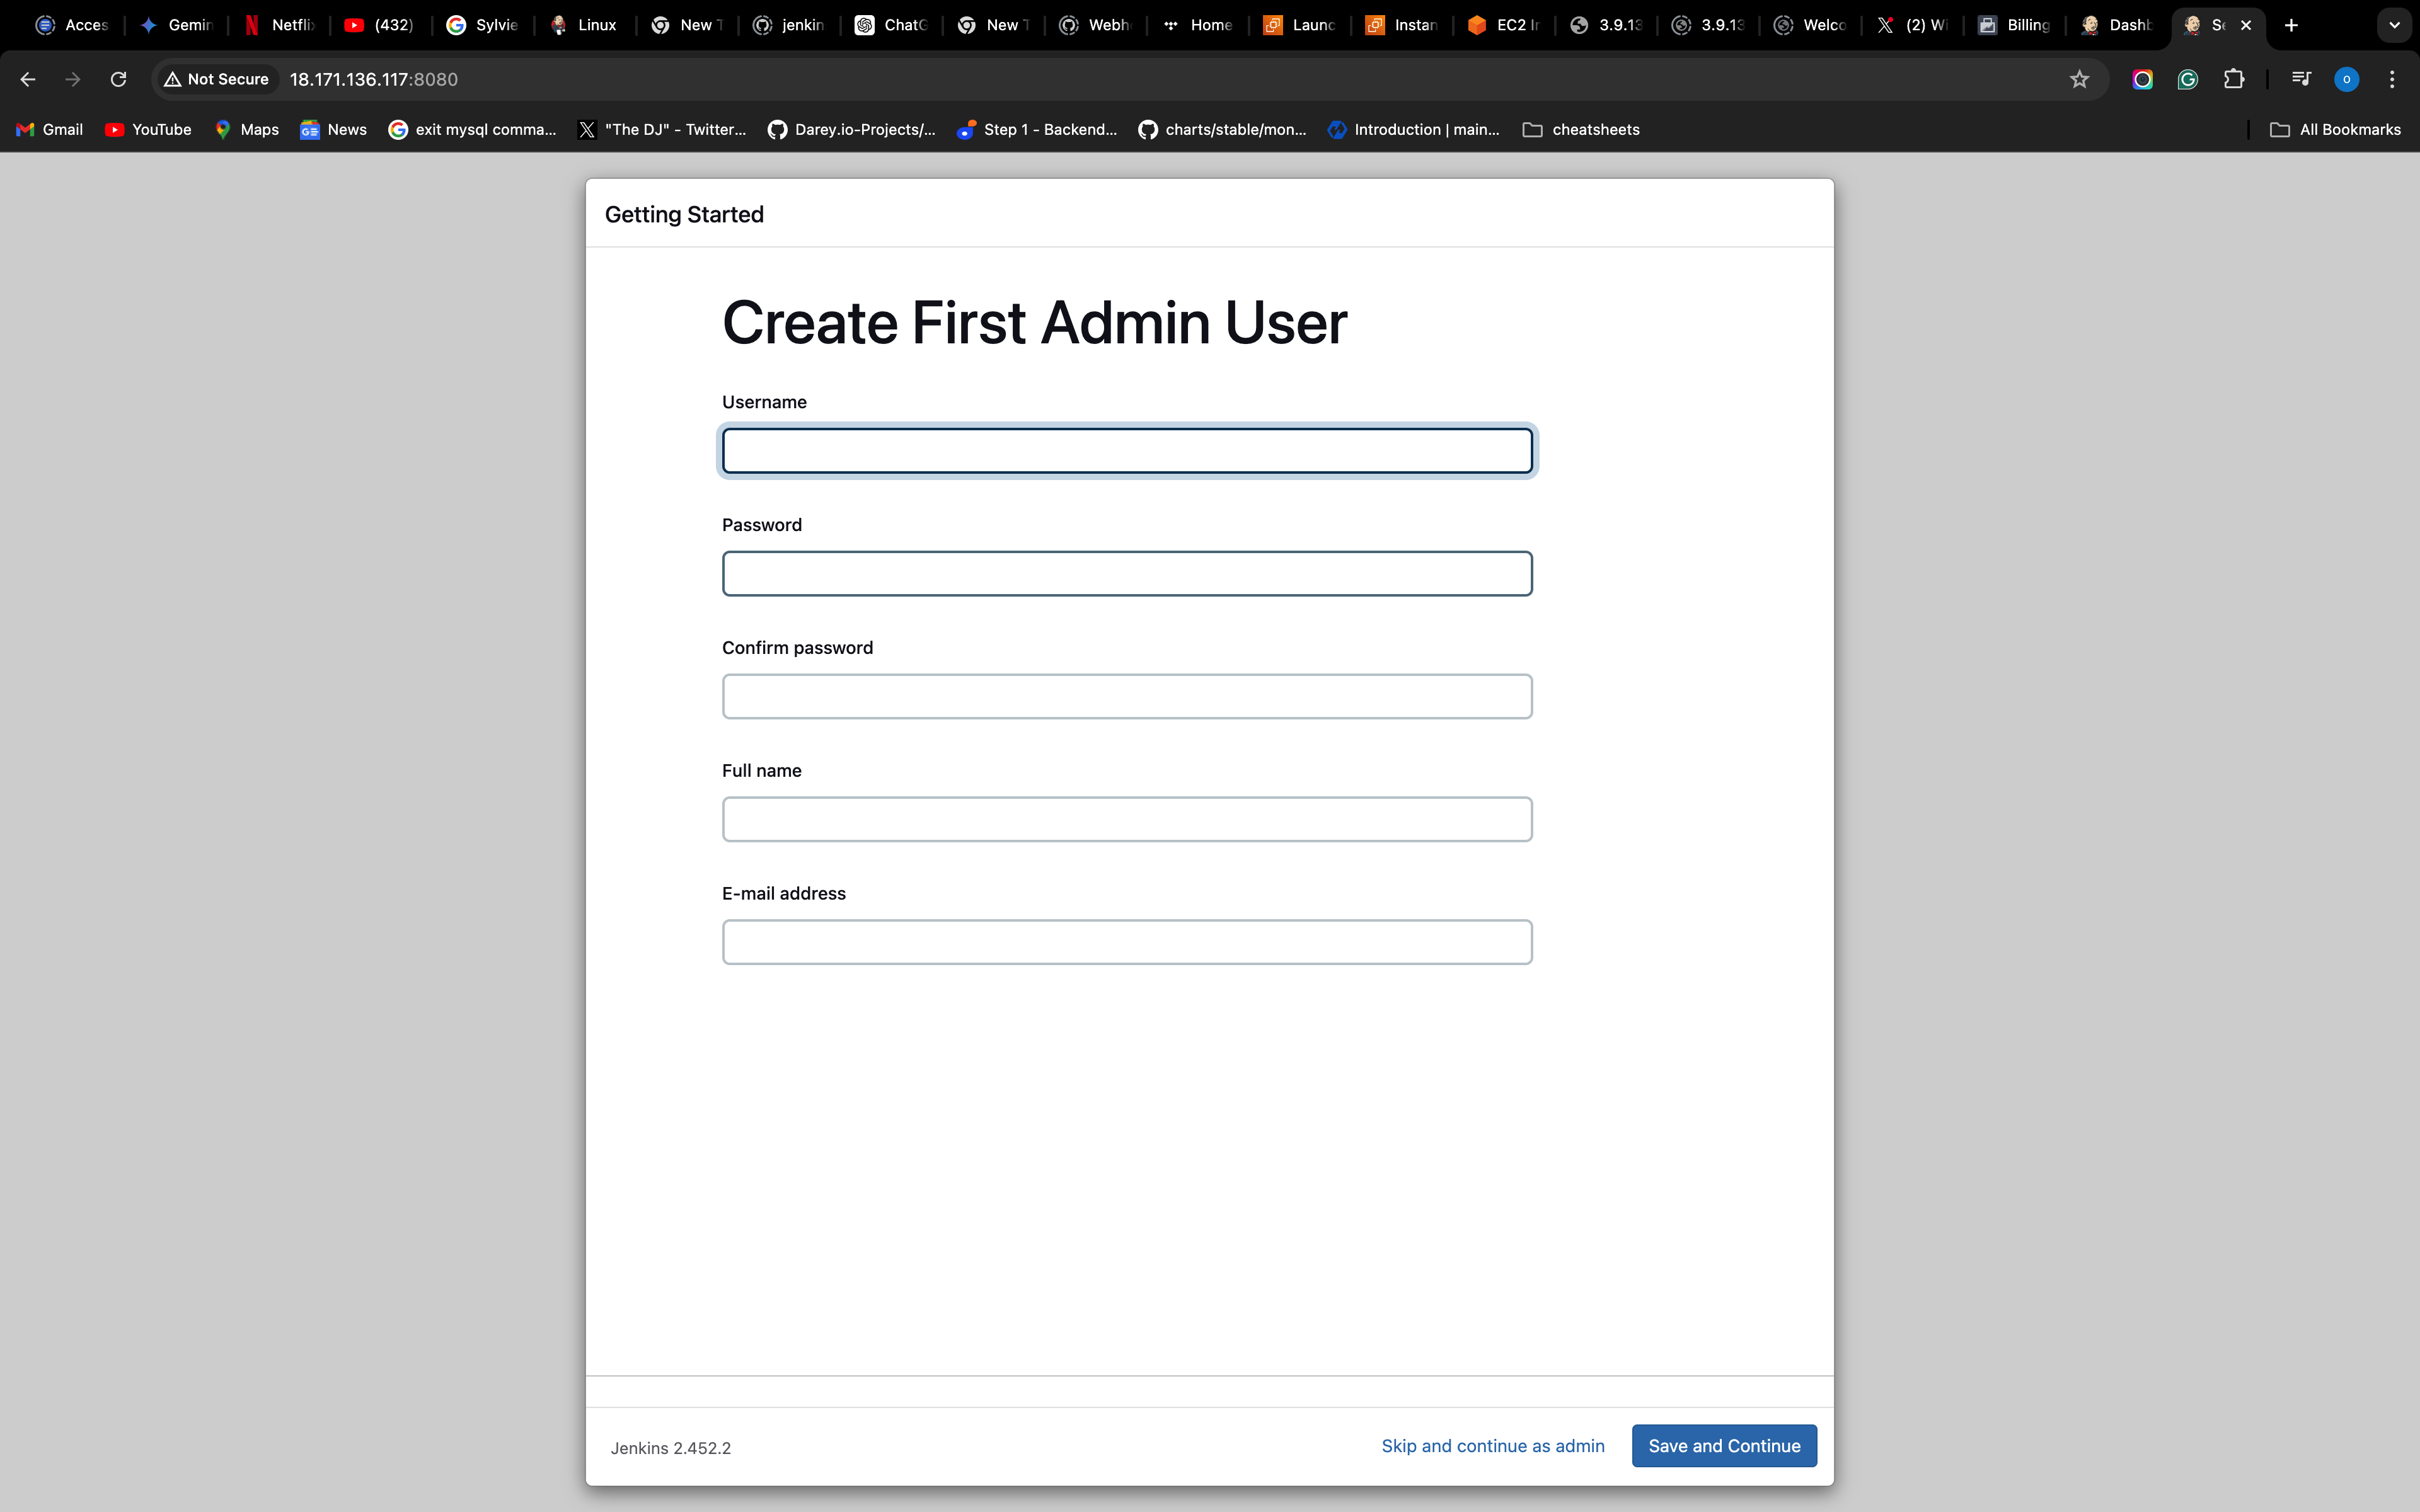 Acces Gemin Netflix (432) Sylvie Linux New T jenkin ChatG New T Webh Home Launc Instan EC2 In 3.9.13 3.9.13 Welco (2) Wi Billing Dashb Se
Not Secure 18.171.136.117:8080
Gmail YouTube Maps News exit mysql comma... "The DJ" - Twitter... Darey.io-Projects/... Step 1 - Backend... charts/stable/mon... Introduction | main... cheatsheets All Bookmarks
Getting Started
Create First Admin User
Username
Password
Confirm password
Full name
E-mail address
Jenkins 2.452.2 Skip and continue as admin Save and Continue